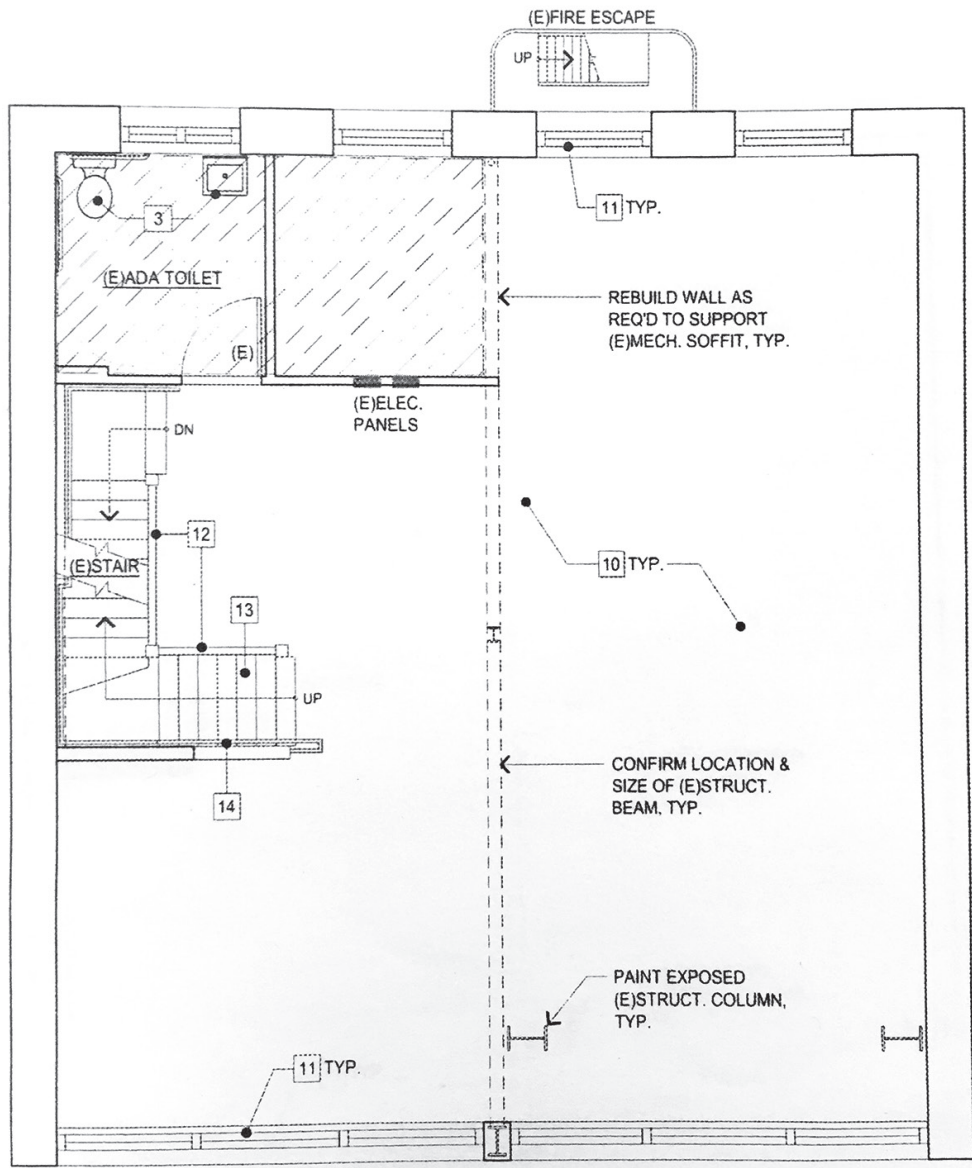 (E)FIRE ESCAPE
UP
11 TYP.
3
(E)ADA TOILET
(E)
REBUILD WALL AS
REQ'D TO SUPPORT
(E)MECH. SOFFIT, TYP.
(E)ELEC.
PANELS
DN
12
10 TYP.
(E)STAIR
13
UP
14
CONFIRM LOCATION &
SIZE OF (E)STRUCT.
BEAM, TYP.
PAINT EXPOSED
(E)STRUCT. COLUMN,
TYP.
11 TYP.